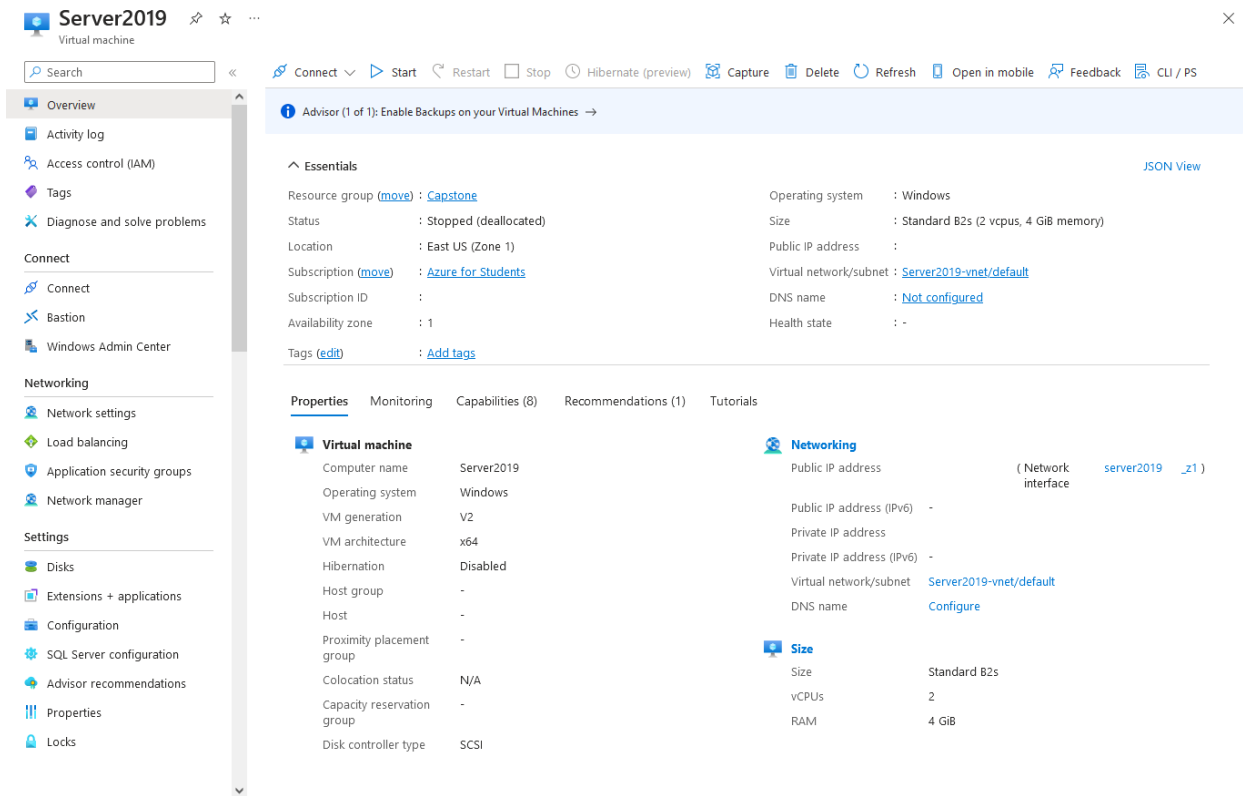 Server2019
Virtual machine
Search
Connect
Start
Restart
Stop
Hibernate (preview)
Capture
Delete
Refresh
Open in mobile
Feedback
CLI / PS
Overview
Activity log
Access control (IAM)
Tags
Diagnose and solve problems
Connect
Connect
Bastion
Windows Admin Center
Networking
Network settings
Load balancing
Application security groups
Network manager
Settings
Disks
Extensions + applications
Configuration
SQL Server configuration
Advisor recommendations
Properties
Locks
Advisor (1 of 1): Enable Backups on your Virtual Machines →
Essentials
JSON View
Resource group (move) : Capstone
Status : Stopped (deallocated)
Location : East US (Zone 1)
Subscription (move) : Azure for Students
Subscription ID :
Availability zone : 1
Tags (edit) : Add tags
Operating system : Windows
Size : Standard B2s (2 vcpus, 4 GiB memory)
Public IP address :
Virtual network/subnet : Server2019-vnet/default
DNS name : Not configured
Health state : -
Properties
Monitoring
Capabilities (8)
Recommendations (1)
Tutorials
Virtual machine
Computer name Server2019
Operating system Windows
VM generation V2
VM architecture x64
Hibernation Disabled
Host group -
Host -
Proximity placement -
group
Colocation status N/A
Capacity reservation -
group
Disk controller type SCSI
Networking
Public IP address ( Network server2019 _z1 )
interface
Public IP address (IPv6) -
Private IP address
Private IP address (IPv6) -
Virtual network/subnet Server2019-vnet/default
DNS name Configure
Size
Size Standard B2s
vCPUs 2
RAM 4 GiB